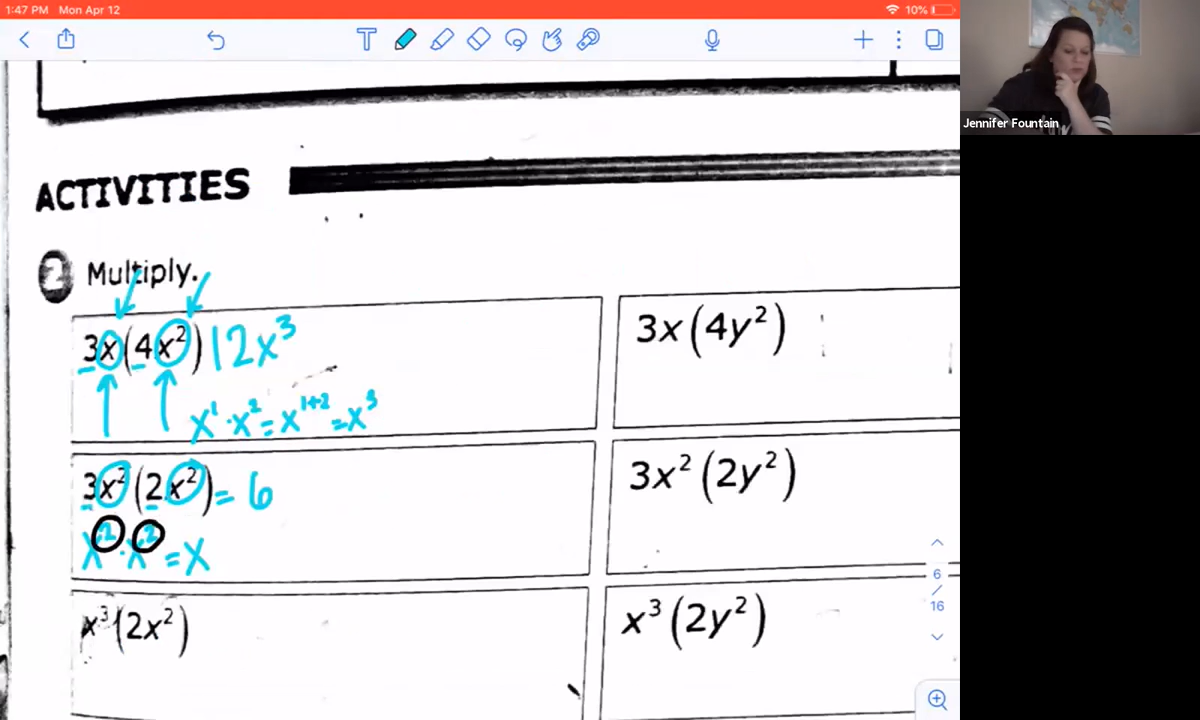 1:47 PM Mon Apr 12
10%
Jennifer Fountain
ACTIVITIES
2 Multiply.
3x(4x²) 12x³
x¹·x²=x¹⁺²=x³
3x(4y²)
3x²(2x²)=6
x²·x²=x
3x²(2y²)
x³(2x²)
x³(2y²)
6
/
16